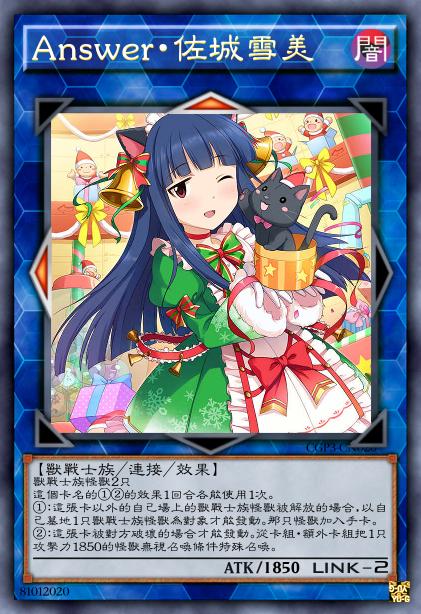 Answer・佐城雪美
闇
CGP3-CN026
【獸戰士族/連接/效果】
獸戰士族怪獸2只
這個卡名的①②的效果1回合各能使用1次。
①:這張卡以外的自己場上的獸戰士族怪獸被解放的場合,以自
己墓地1只獸戰士族怪獸為對象才能發動。那只怪獸加入手卡。
②:這張卡被對方破壞的場合才能發動。從卡組・額外卡組把1只
攻擊力1850的怪獸無視召喚條件特殊召喚。
ATK/1850 LINK-2
81012020